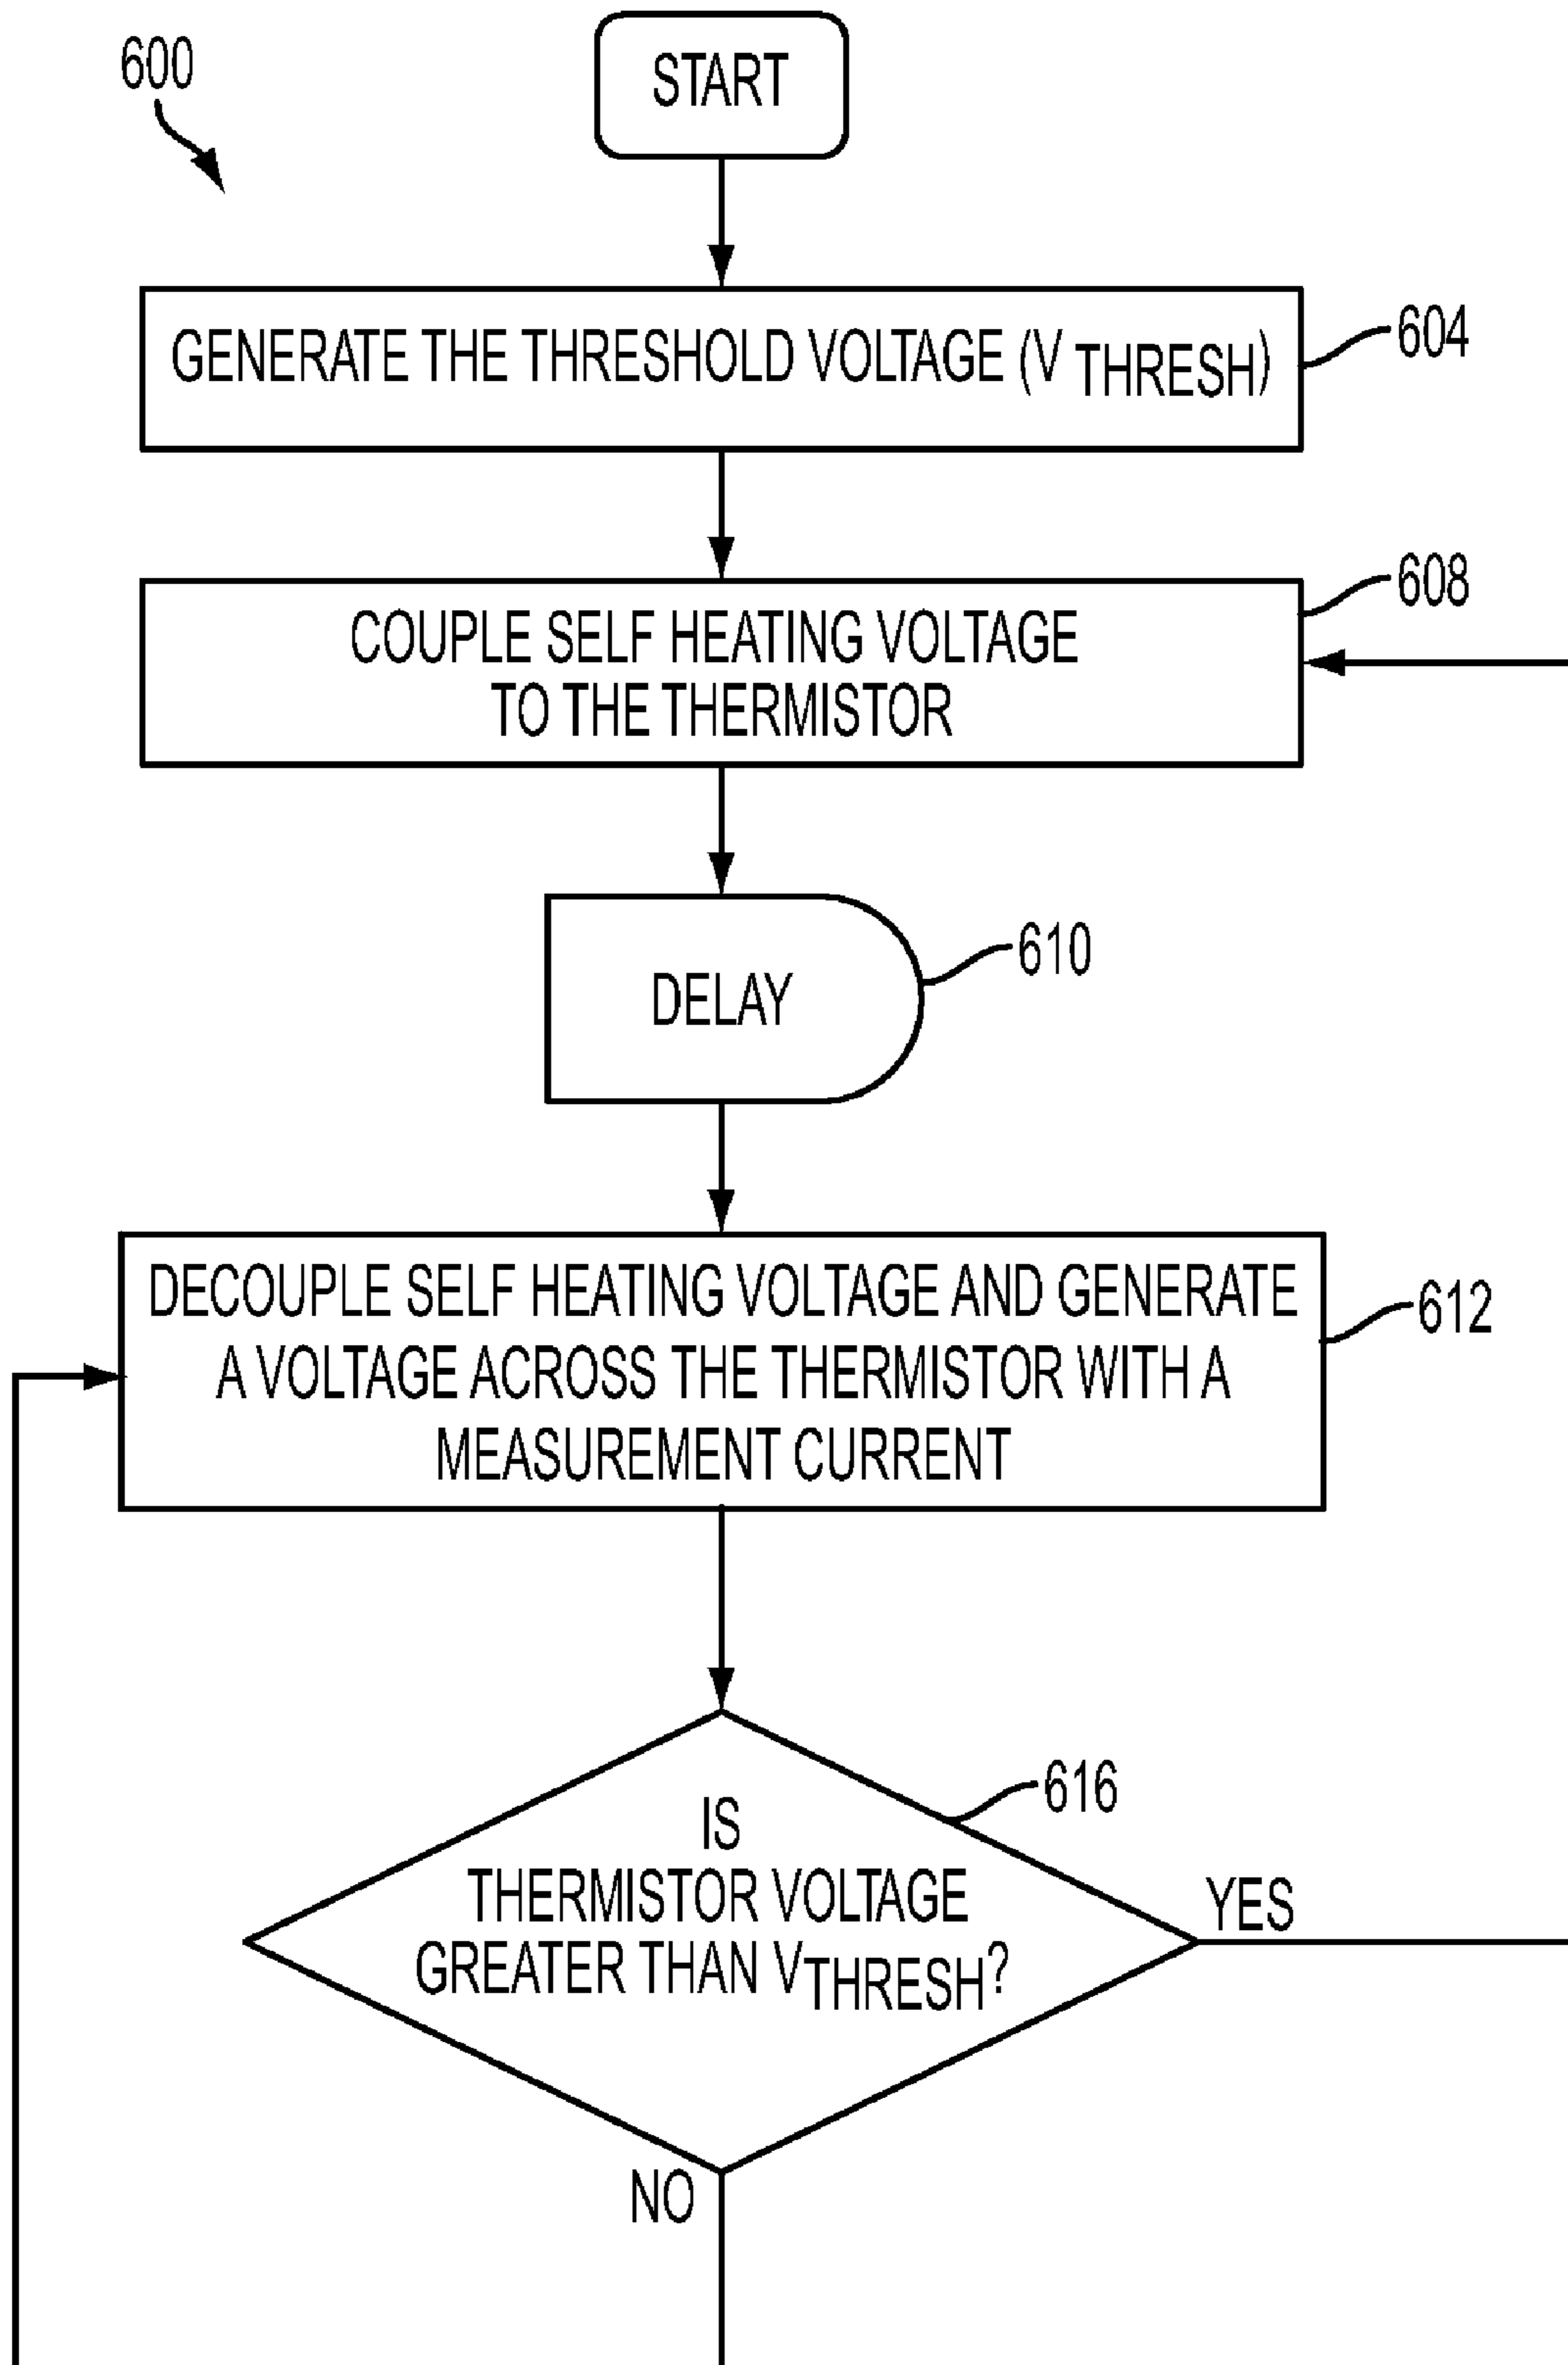 600
START
GENERATE THE THRESHOLD VOLTAGE (V THRESH)
604
COUPLE SELF HEATING VOLTAGE
TO THE THERMISTOR
608
DELAY
610
DECOUPLE SELF HEATING VOLTAGE AND GENERATE
A VOLTAGE ACROSS THE THERMISTOR WITH A
MEASUREMENT CURRENT
612
IS
THERMISTOR VOLTAGE
GREATER THAN VTHRESH?
616
YES
NO